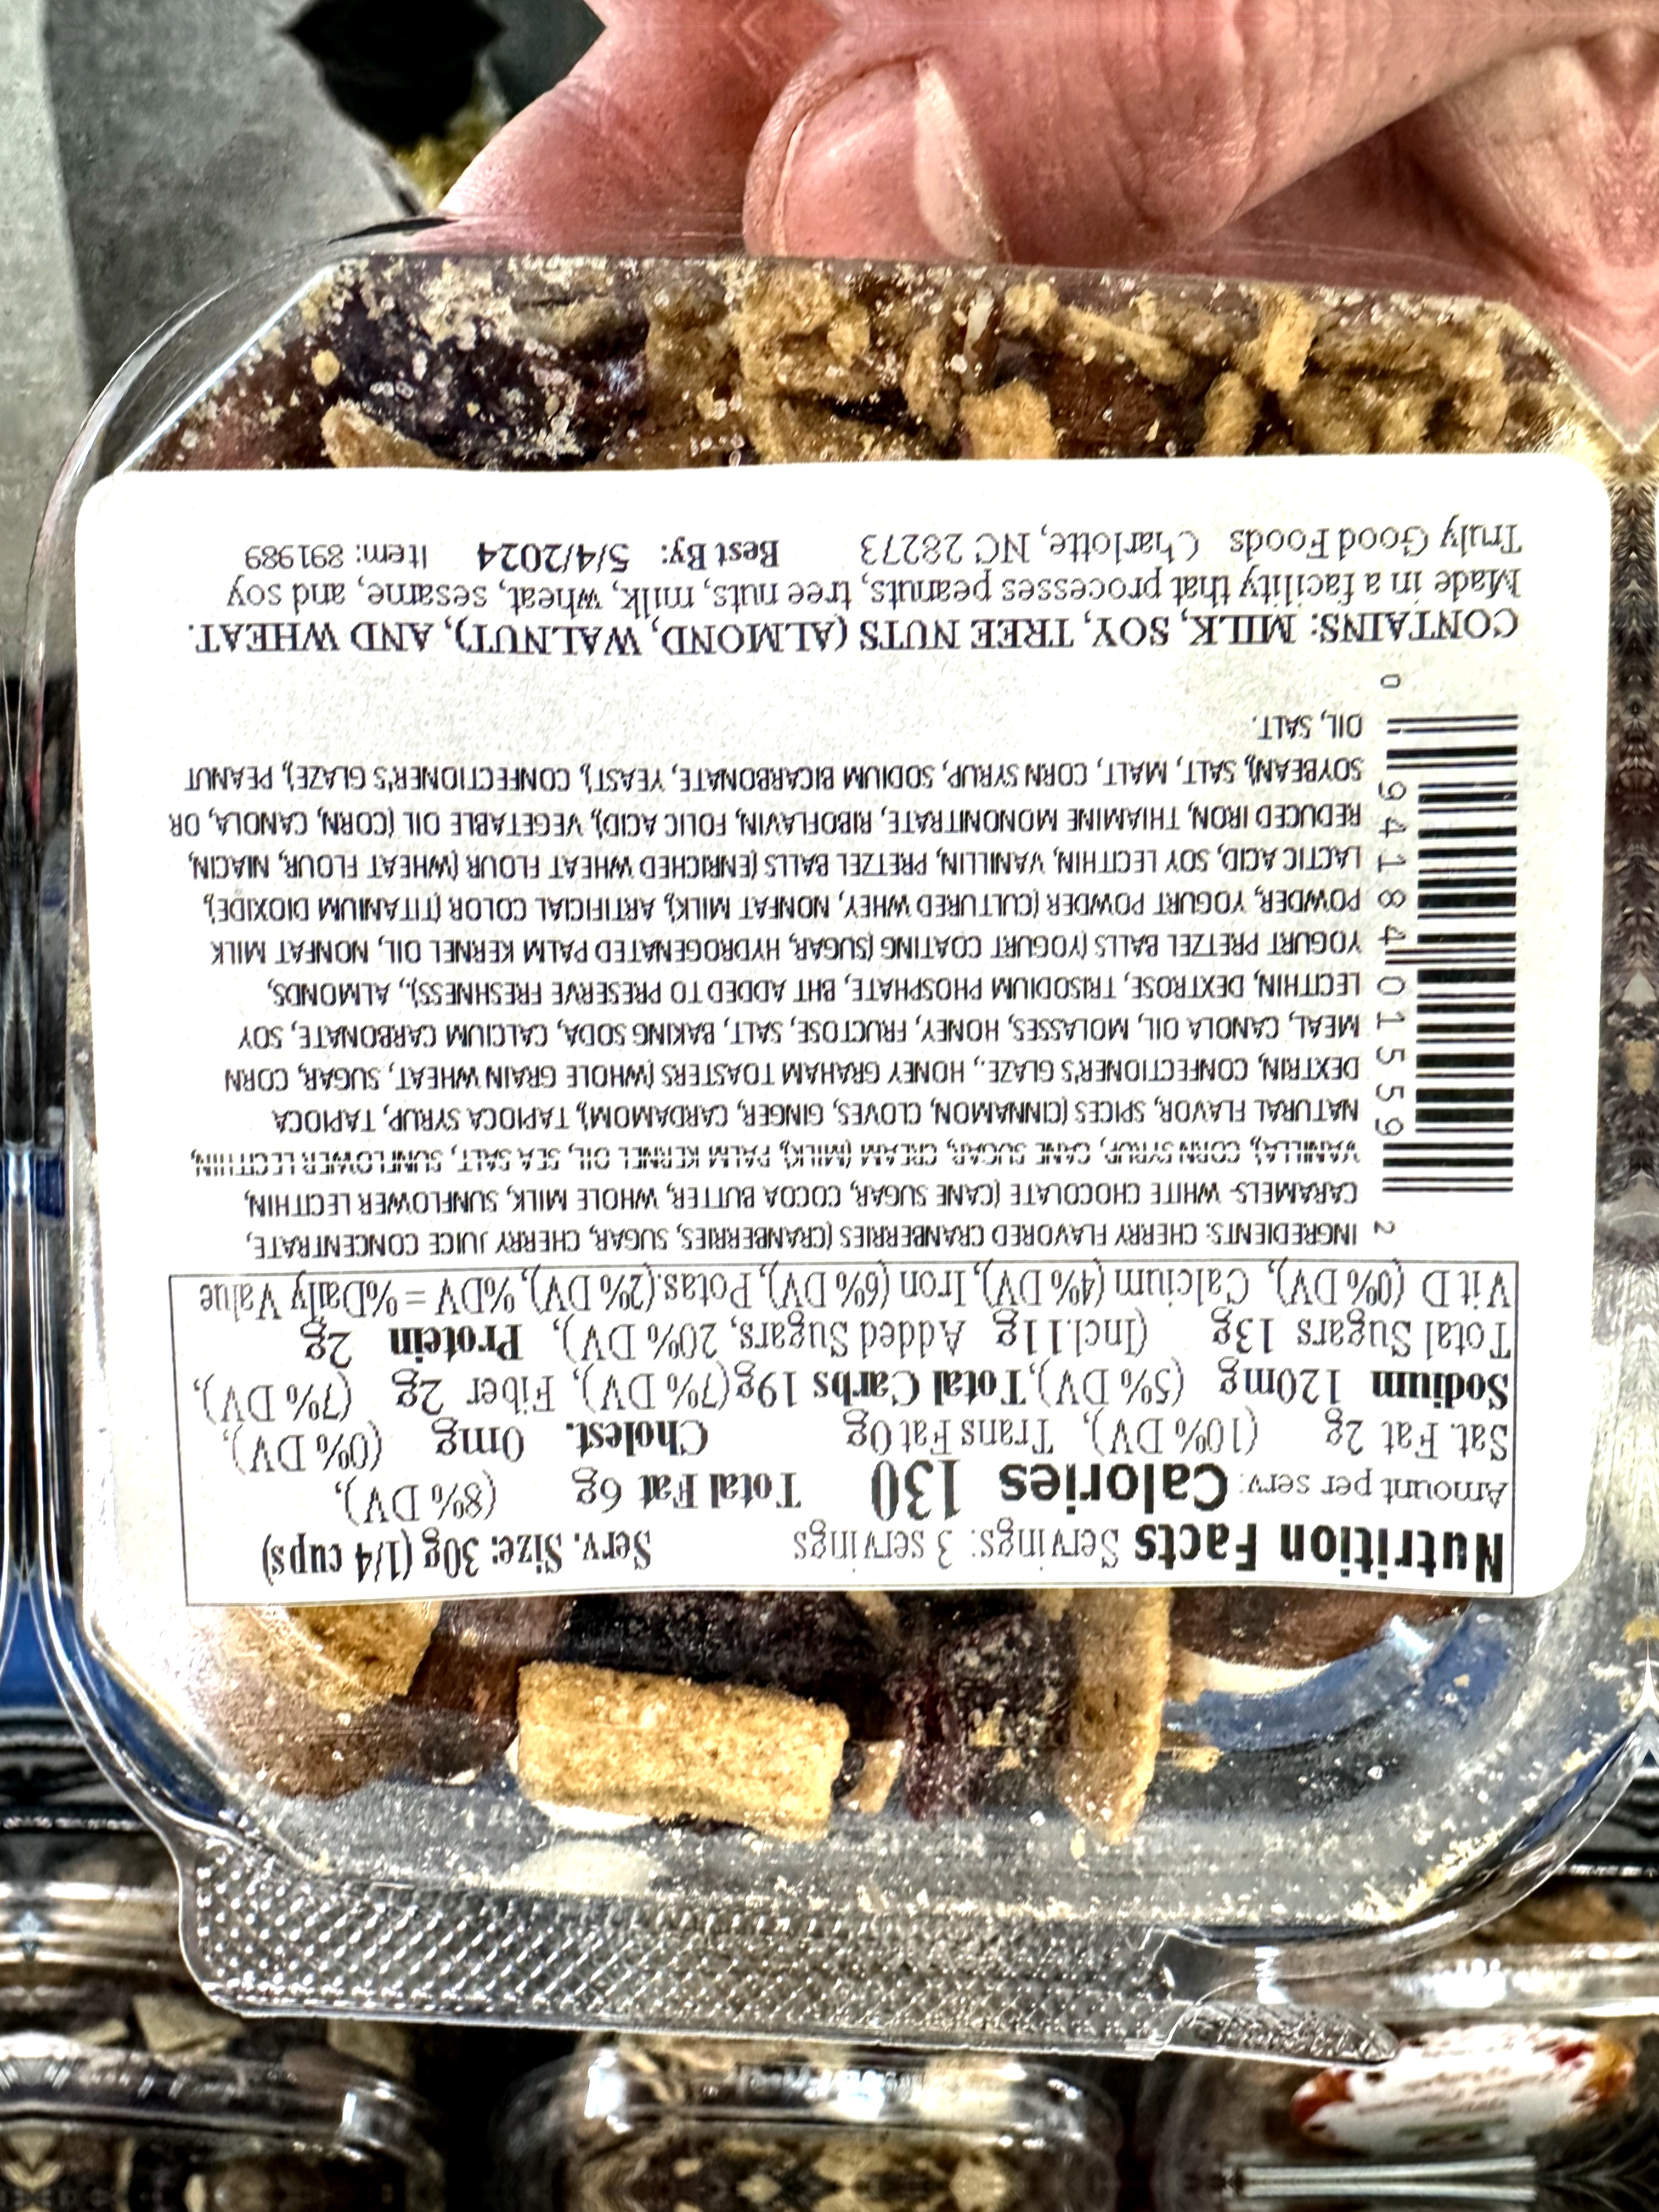 Nutrition Facts Servings: 3 servings Serv. Size: 30g (1/4 cups)
Amount per serv: Calories 130 Total Fat 6g (8% DV),
Sat. Fat 2g (10% DV), Trans Fat 0g Cholest. 0mg (0% DV),
Sodium 120mg (5% DV), Total Carbs 19g(7% DV), Fiber 2g (7% DV),
Total Sugars 13g (Incl.11g Added Sugars, 20% DV), Protein 2g
Vit D (0% DV), Calcium (4% DV), Iron (6% DV), Potas.(2% DV), %DV = %Daily Value
INGREDIENTS: CHERRY FLAVORED CRANBERRIES (CRANBERRIES, SUGAR, CHERRY JUICE CONCENTRATE,
CARAMELS- WHITE CHOCOLATE (CANE SUGAR, COCOA BUTTER, WHOLE MILK, SUNFLOWER LECITHIN,
VANILLA), CORN SYRUP, CANE SUGAR, CREAM (MILK), PALM KERNEL OIL, SEA SALT, SUNFLOWER LECITHIN,
NATURAL FLAVOR, SPICES (CINNAMON, CLOVES, GINGER, CARDAMOM), TAPIOCA SYRUP, TAPIOCA
DEXTRIN, CONFECTIONER'S GLAZE., HONEY GRAHAM TOASTERS (WHOLE GRAIN WHEAT, SUGAR, CORN
MEAL, CANOLA OIL, MOLASSES, HONEY, FRUCTOSE, SALT, BAKING SODA, CALCIUM CARBONATE, SOY
LECITHIN, DEXTROSE, TRISODIUM PHOSPHATE, BHT ADDED TO PRESERVE FRESHNESS)., ALMONDS,
YOGURT PRETZEL BALLS (YOGURT COATING (SUGAR, HYDROGENATED PALM KERNEL OIL, NONFAT MILK
POWDER, YOGURT POWDER (CULTURED WHEY, NONFAT MILK), ARTIFICIAL COLOR (TITANIUM DIOXIDE),
LACTIC ACID, SOY LECITHIN, VANILLIN, PRETZEL BALLS (ENRICHED WHEAT FLOUR (WHEAT FLOUR, NIACIN,
REDUCED IRON, THIAMINE MONONITRATE, RIBOFLAVIN, FOLIC ACID), VEGETABLE OIL (CORN, CANOLA, OR
SOYBEAN), SALT, MALT, CORN SYRUP, SODIUM BICARBONATE, YEAST), CONFECTIONER'S GLAZE), PEANUT
OIL, SALT.
2 95510 48149 0
CONTAINS: MILK, SOY, TREE NUTS (ALMOND, WALNUT), AND WHEAT.
Made in a facility that processes peanuts, tree nuts, milk, wheat, sesame, and soy
Truly Good Foods Charlotte, NC 28273 Best By: 5/4/2024 Item: 891989